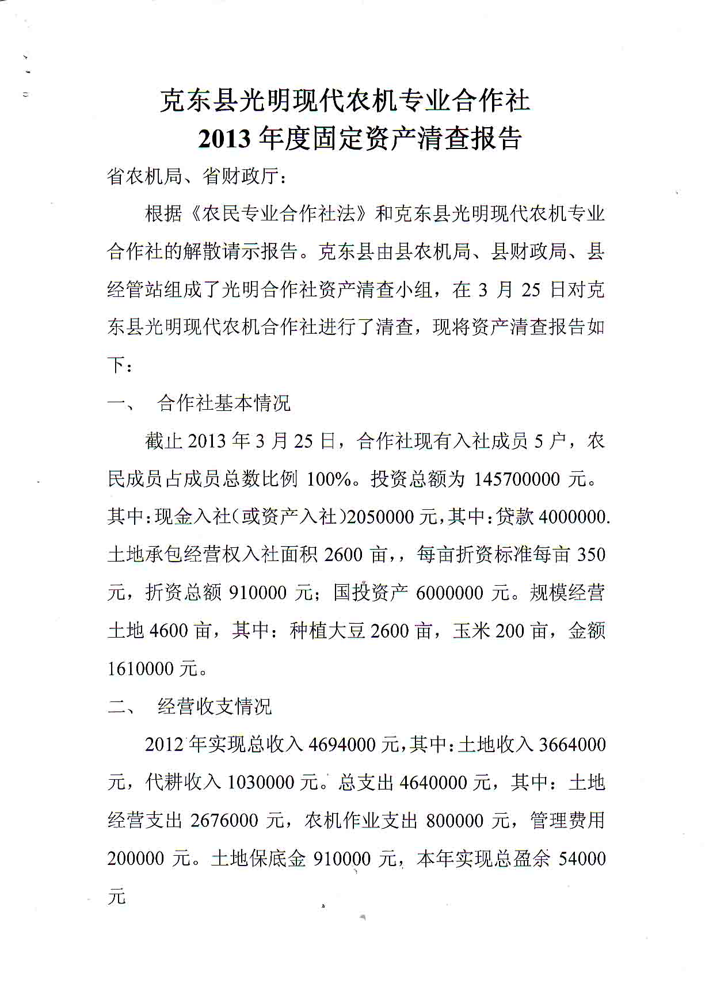 克东县光明现代农机专业合作社
2013 年度固定资产清查报告
省农机局、省财政厅：
根据《农民专业合作社法》和克东县光明现代农机专业
合作社的解散请示报告。克东县由县农机局、县财政局、县
经管站组成了光明合作社资产清查小组，在 3 月 25 日对克
东县光明现代农机合作社进行了清查，现将资产清查报告如
下：
一、 合作社基本情况
截止 2013 年 3 月 25 日，合作社现有入社成员 5 户，农
民成员占成员总数比例 100%。投资总额为 145700000 元。
其中：现金入社（或资产入社）2050000 元，其中：贷款 4000000.
土地承包经营权入社面积 2600 亩，，每亩折资标准每亩 350
元，折资总额 910000 元；国投资产 6000000 元。规模经营
土地 4600 亩，其中：种植大豆 2600 亩，玉米 200 亩，金额
1610000 元。
二、 经营收支情况
2012 年实现总收入 4694000 元，其中：土地收入 3664000
元，代耕收入 1030000 元。总支出 4640000 元，其中：土地
经营支出 2676000 元，农机作业支出 800000 元，管理费用
200000 元。土地保底金 910000 元，本年实现总盈余 54000
元